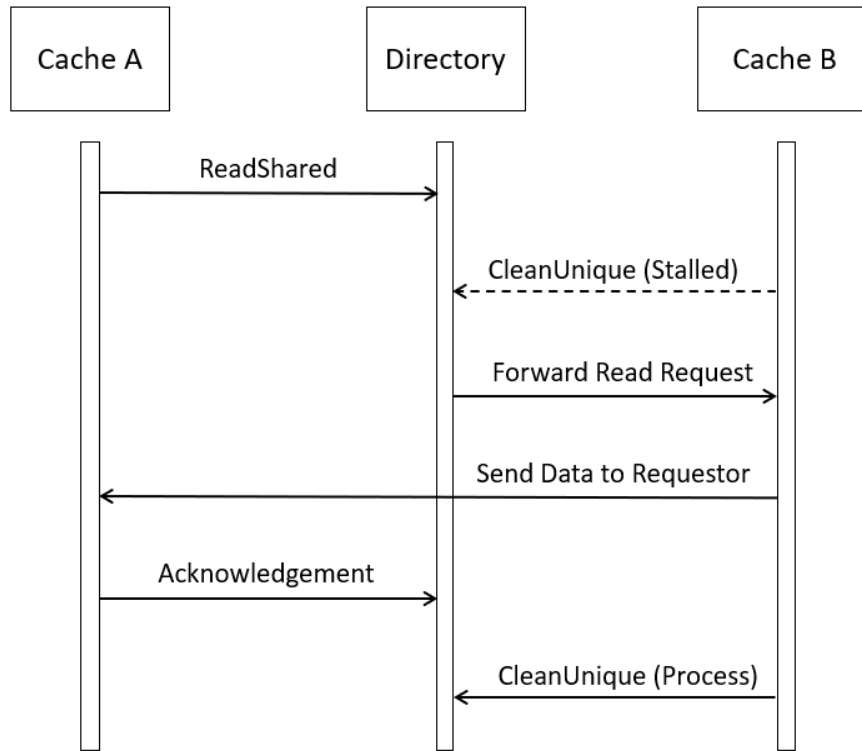 Cache A
Directory
Cache B
ReadShared
CleanUnique (Stalled)
Forward Read Request
Send Data to Requestor
Acknowledgement
CleanUnique (Process)